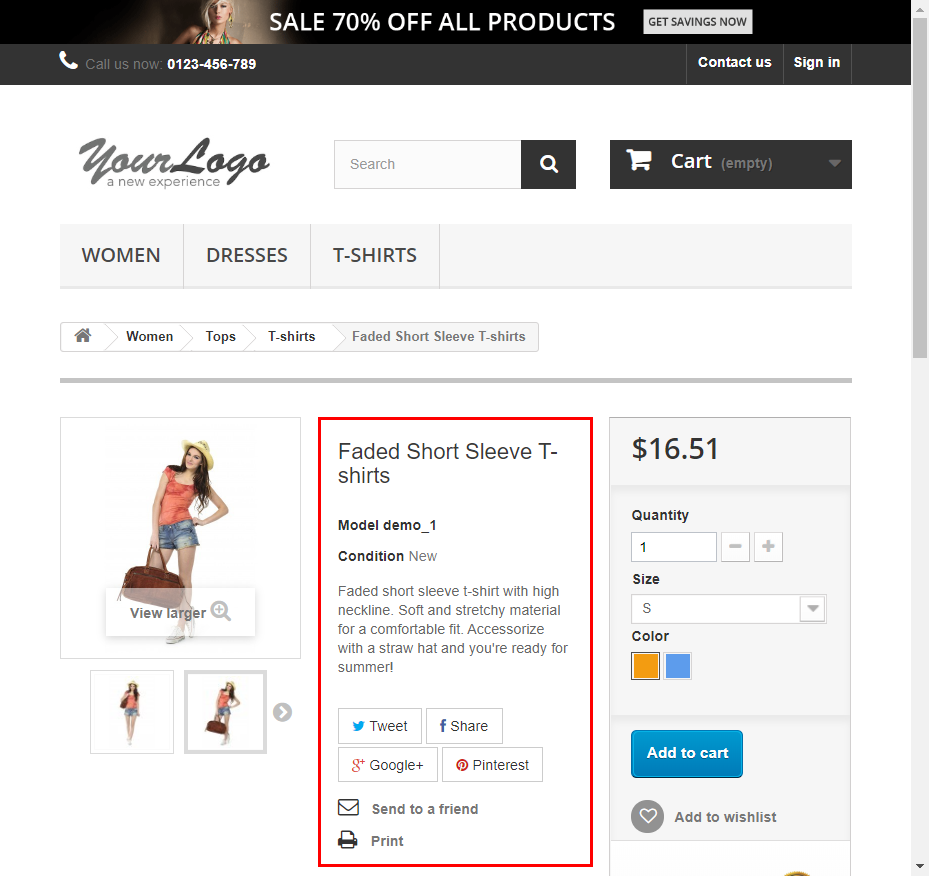 SALE 70% OFF ALL PRODUCTS
GET SAVINGS NOW
Call us now: 0123-456-789
Contact us
Sign in
YourLogo
a new experience
Search
Cart (empty)
WOMEN
DRESSES
T-SHIRTS
Women
Tops
T-shirts
Faded Short Sleeve T-shirts
View larger
Faded Short Sleeve T-
shirts
Model demo_1
Condition New
Faded short sleeve t-shirt with high
neckline. Soft and stretchy material
for a comfortable fit. Accessorize
with a straw hat and you're ready for
summer!
Tweet
Share
Google+
Pinterest
Send to a friend
Print
$16.51
Quantity
1
Size
S
Color
Add to cart
Add to wishlist